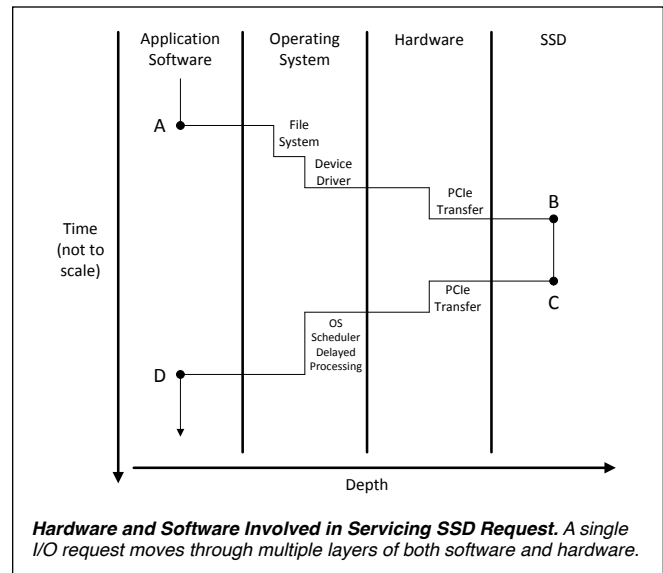 Application
Software
Operating
System
Hardware
SSD
A
File
System
Device
Driver
PCIe
Transfer
B
Time
(not to
scale)
PCIe
Transfer
C
OS
Scheduler
Delayed
Processing
D
Depth
Hardware and Software Involved in Servicing SSD Request. A single
I/O request moves through multiple layers of both software and hardware.